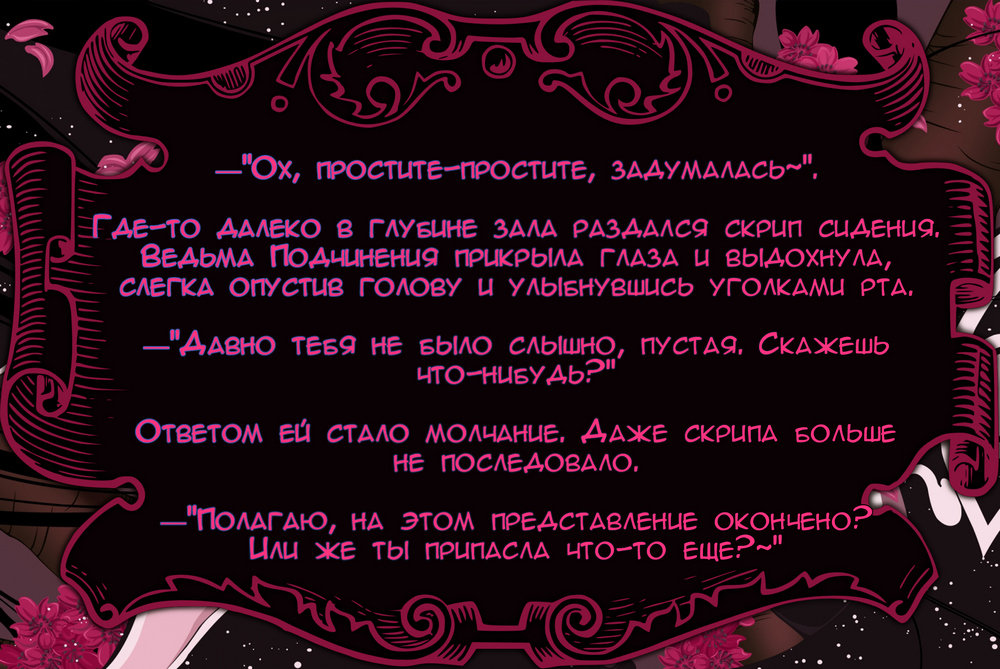 —"Ох, простите-простите, задумалась~".
Где-то далеко в глубине зала раздался скрип сидения.
Ведьма Подчинения прикрыла глаза и выдохнула,
слегка опустив голову и улыбнувшись уголками рта.
—"Давно тебя не было слышно, пустая. Скажешь
что-нибудь?"
Ответом ей стало молчание. Даже скрипа больше
не последовало.
—"Полагаю, на этом представление окончено?
Или же ты припасла что-то еще?~"